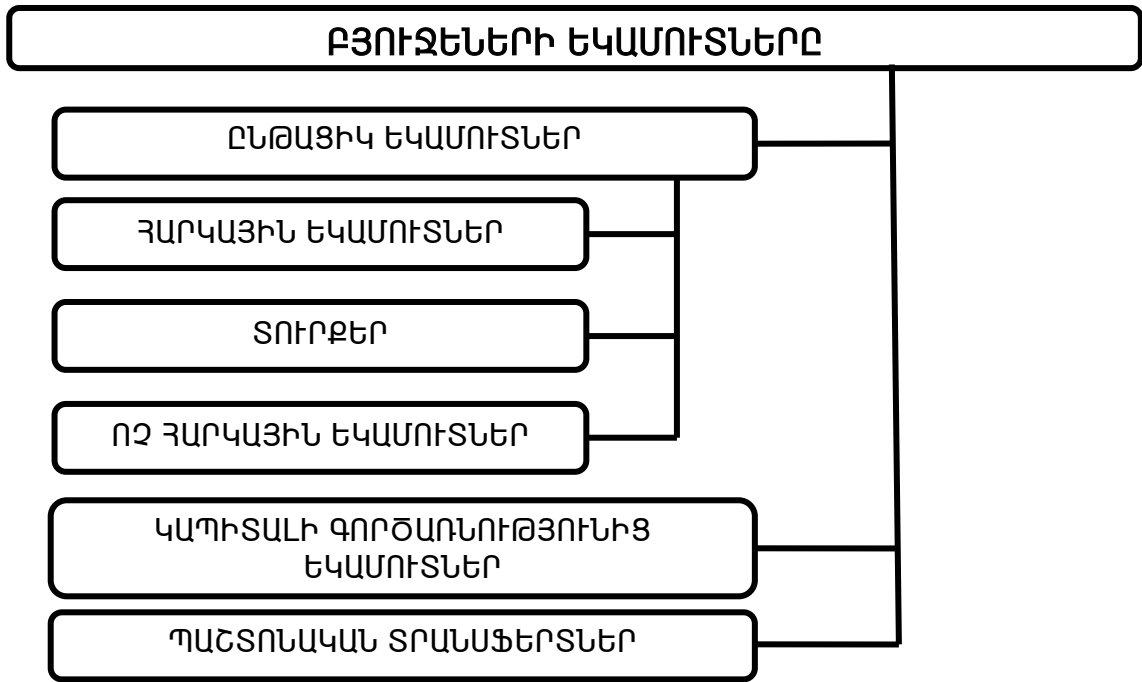 ԲՅՈՒՋԵՆԵՐԻ ԵԿԱՄՈՒՏՆԵՐԸ
ԸՆԹԱՑԻԿ ԵԿԱՄՈՒՏՆԵՐ
ՀԱՐԿԱՅԻՆ ԵԿԱՄՈՒՏՆԵՐ
ՏՈՒՐՔԵՐ
ՈՉ ՀԱՐԿԱՅԻՆ ԵԿԱՄՈՒՏՆԵՐ
ԿԱՊԻՏԱԼԻ ԳՈՐԾԱՌՆՈՒԹՅՈՒՆԻՑ
ԵԿԱՄՈՒՏՆԵՐ
ՊԱՇՏՈՆԱԿԱՆ ՏՐԱՆՍՖԵՐՏՆԵՐ